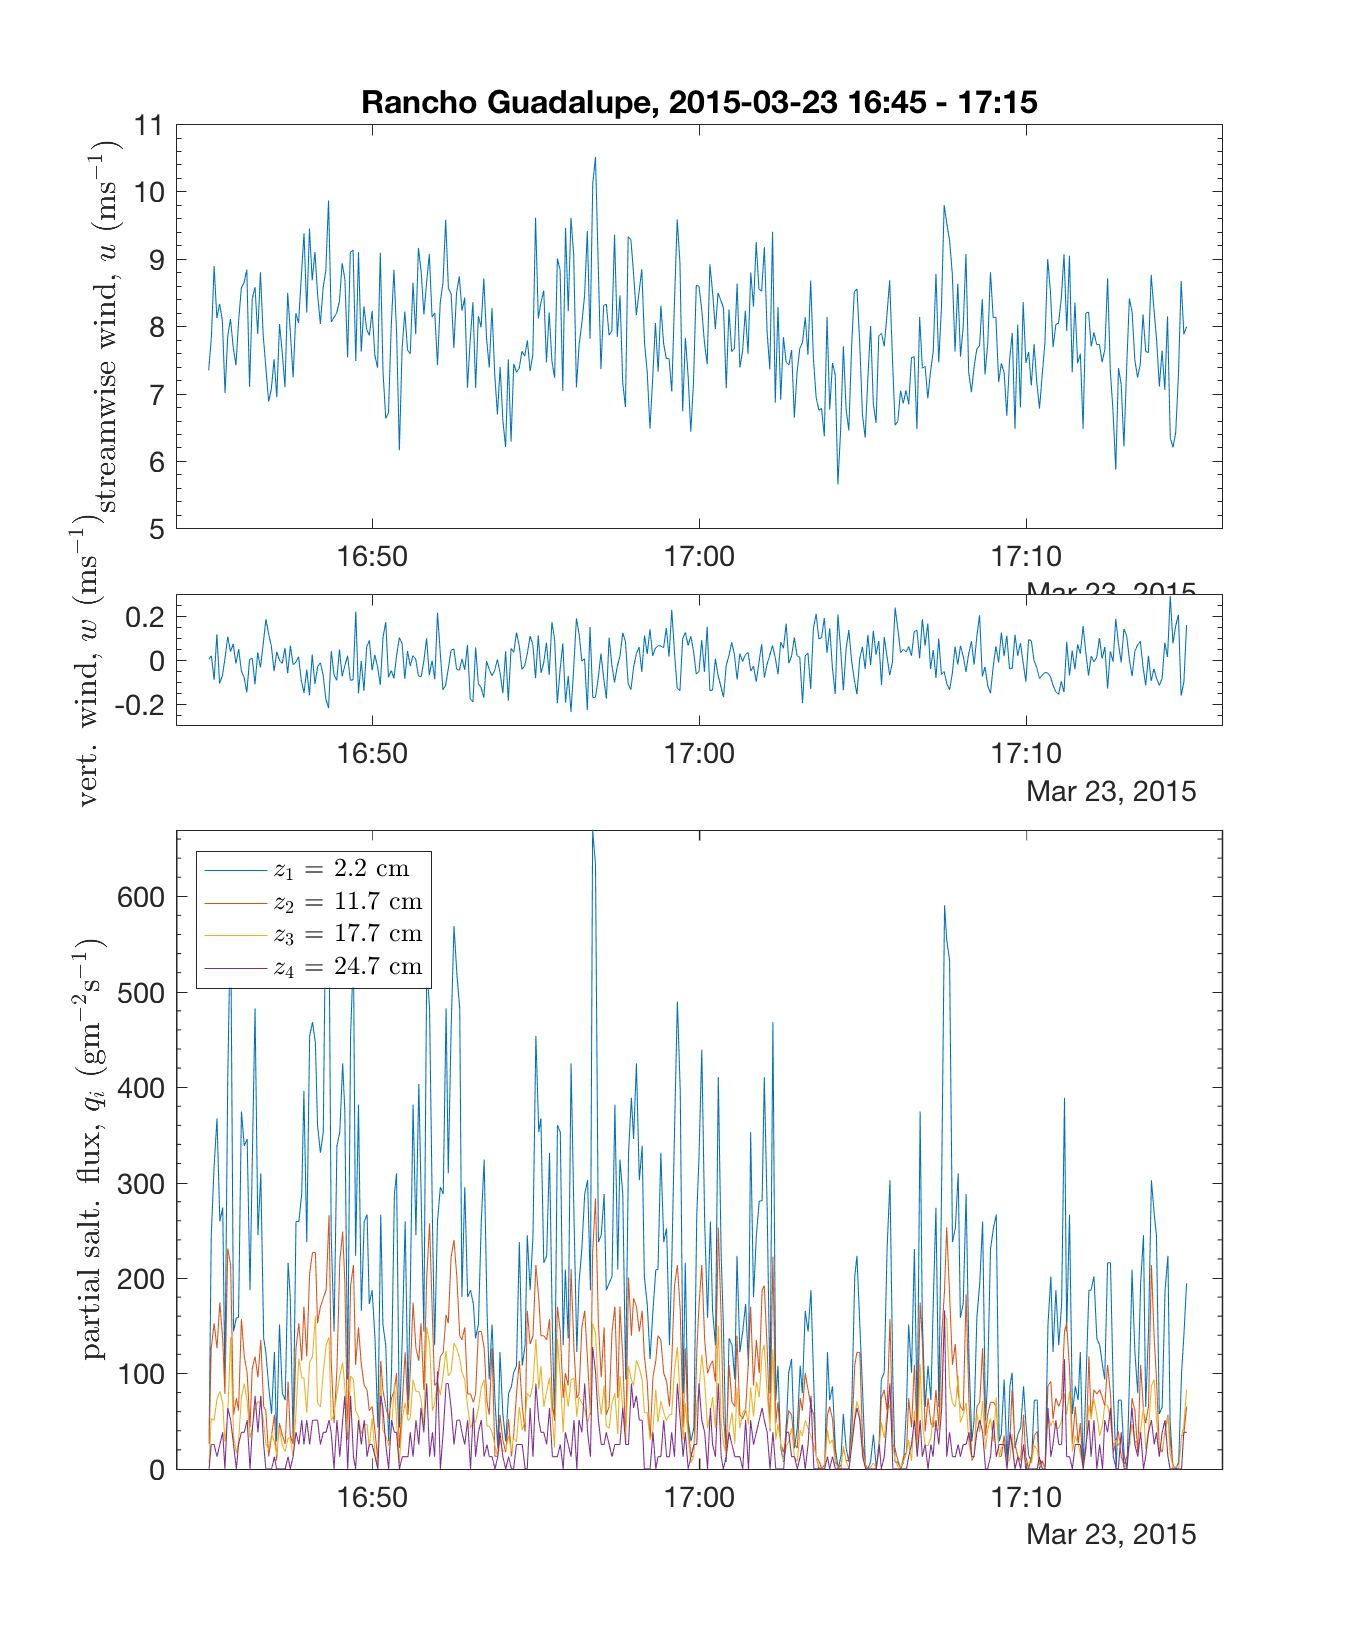 Rancho Guadalupe, 2015-03-23 16:45 - 17:15
streamwise wind, u (ms⁻¹)
11
10
9
8
7
6
5
16:50 17:00 17:10
Mar 23, 2015
vert. wind, w (ms⁻¹)
0.2
0
-0.2
16:50 17:00 17:10
Mar 23, 2015
partial salt. flux, qᵢ (gm⁻²s⁻¹)
600
500
400
300
200
100
0
z₁ = 2.2 cm
z₂ = 11.7 cm
z₃ = 17.7 cm
z₄ = 24.7 cm
16:50 17:00 17:10
Mar 23, 2015